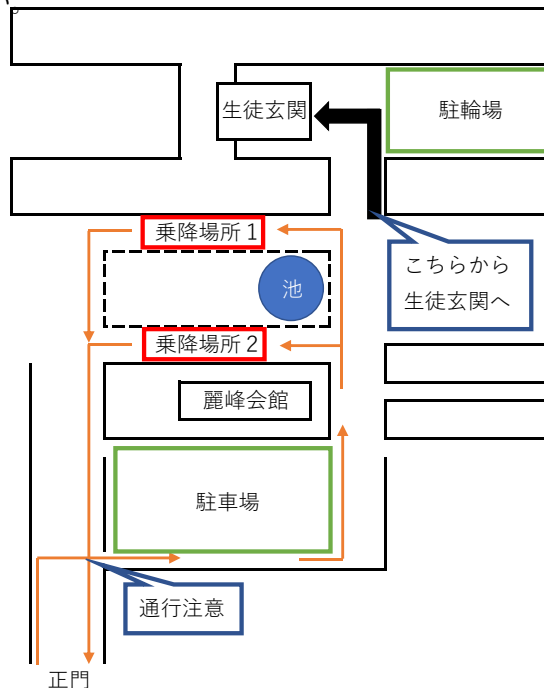 生徒玄関
駐輪場
乗降場所1
こちらから
生徒玄関へ
池
乗降場所2
麗峰会館
駐車場
通行注意
正門